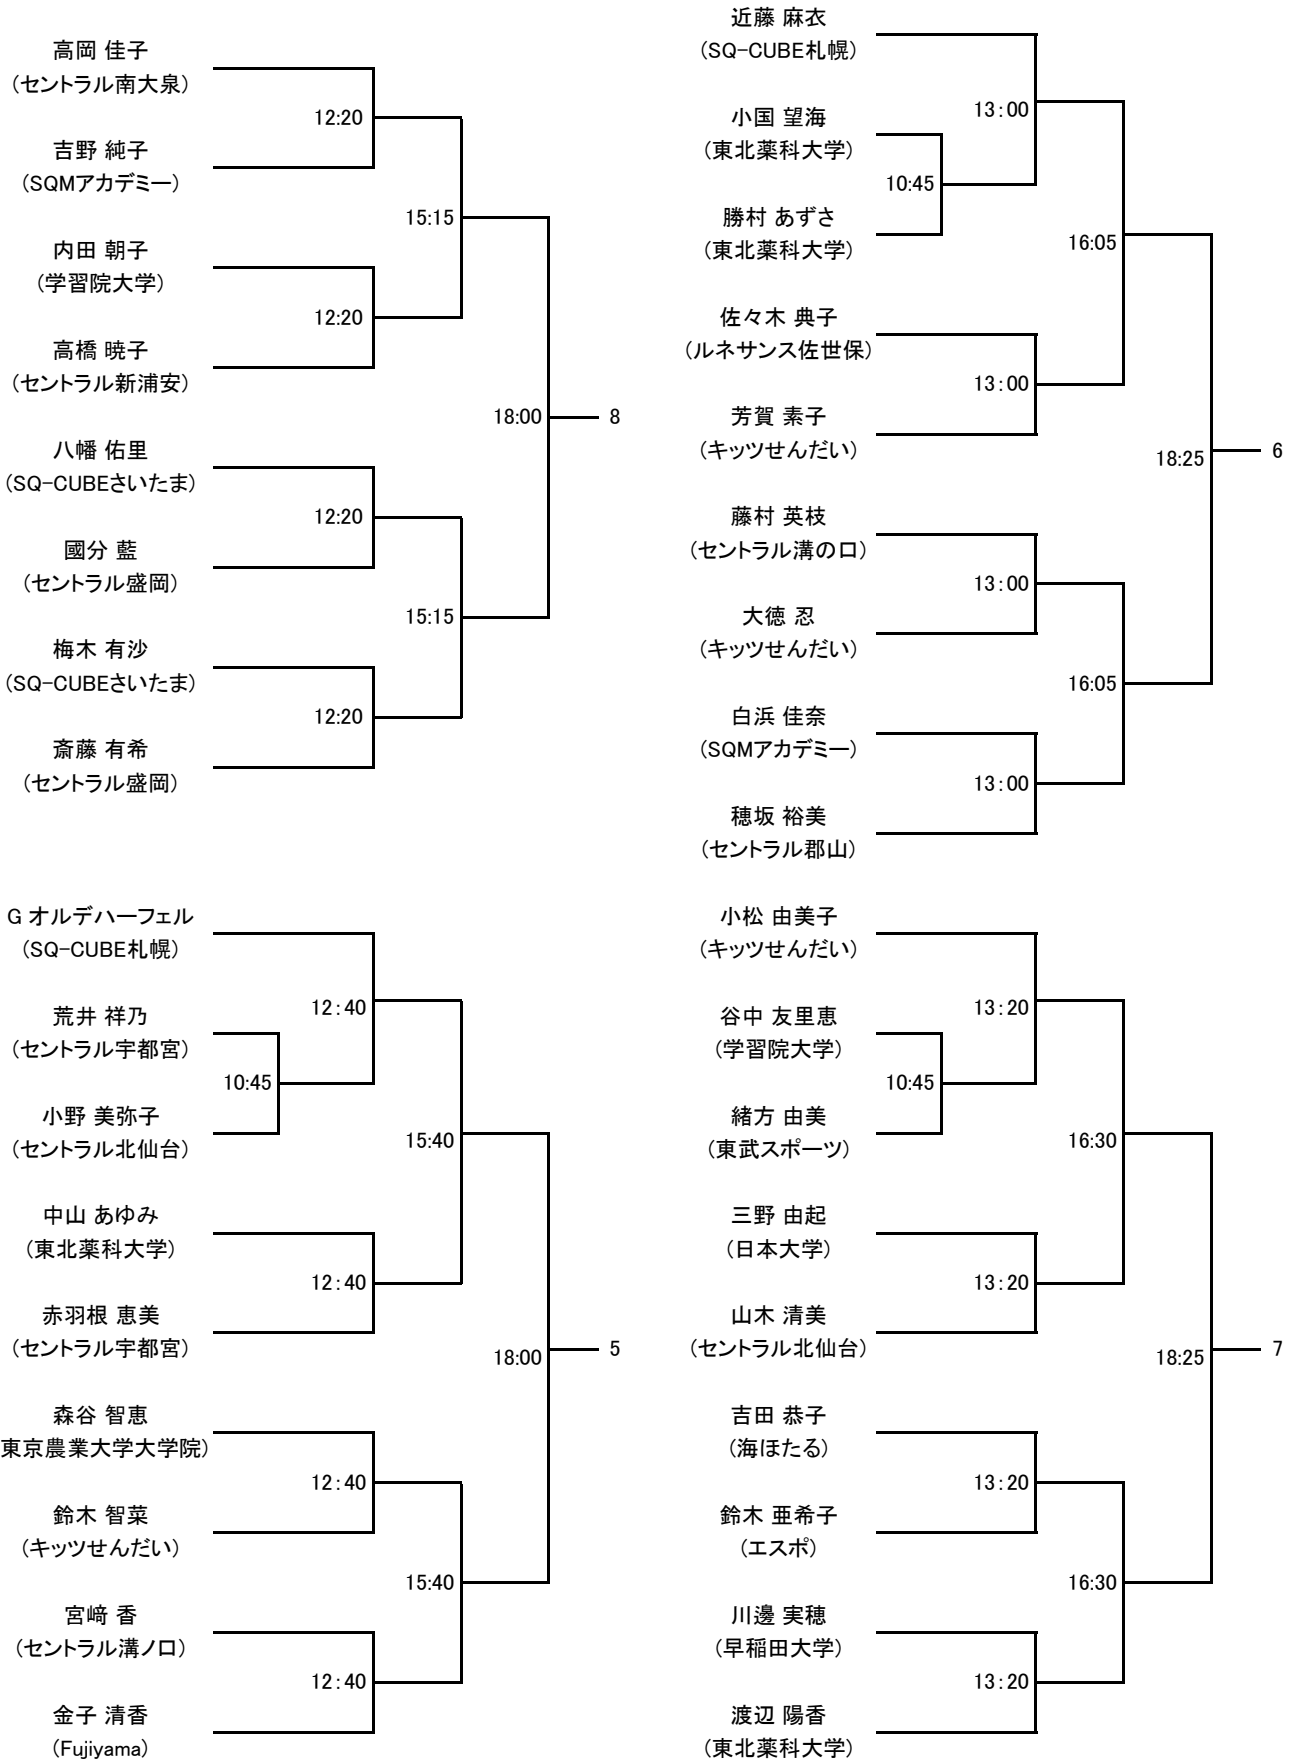 高岡 佳子
(セントラル南大泉)
12:20
吉野 純子
(SQMアカデミー)
15:15
内田 朝子
(学習院大学)
12:20
高橋 暁子
(セントラル新浦安)
18:00
8
八幡 佑里
(SQ-CUBEさいたま)
12:20
國分 藍
(セントラル盛岡)
15:15
梅木 有沙
(SQ-CUBEさいたま)
12:20
斎藤 有希
(セントラル盛岡)
近藤 麻衣
(SQ-CUBE札幌)
13:00
小国 望海
(東北薬科大学)
10:45
勝村 あずさ
(東北薬科大学)
16:05
佐々木 典子
(ルネサンス佐世保)
13:00
芳賀 素子
(キッツせんだい)
18:25
6
藤村 英枝
(セントラル溝の口)
13:00
大徳 忍
(キッツせんだい)
16:05
白浜 佳奈
(SQMアカデミー)
13:00
穂坂 裕美
(セントラル郡山)
G オルデハーフェル
(SQ-CUBE札幌)
12:40
荒井 祥乃
(セントラル宇都宮)
10:45
小野 美弥子
(セントラル北仙台)
15:40
中山 あゆみ
(東北薬科大学)
12:40
赤羽根 恵美
(セントラル宇都宮)
18:00
5
森谷 智恵
東京農業大学大学院)
12:40
鈴木 智菜
(キッツせんだい)
15:40
宮﨑 香
(セントラル溝ノ口)
12:40
金子 清香
(Fujiyama)
小松 由美子
(キッツせんだい)
13:20
谷中 友里恵
(学習院大学)
10:45
緒方 由美
(東武スポーツ)
16:30
三野 由起
(日本大学)
13:20
山木 清美
(セントラル北仙台)
18:25
7
吉田 恭子
(海ほたる)
13:20
鈴木 亜希子
(エスポ)
16:30
川邊 実穂
(早稲田大学)
13:20
渡辺 陽香
(東北薬科大学)